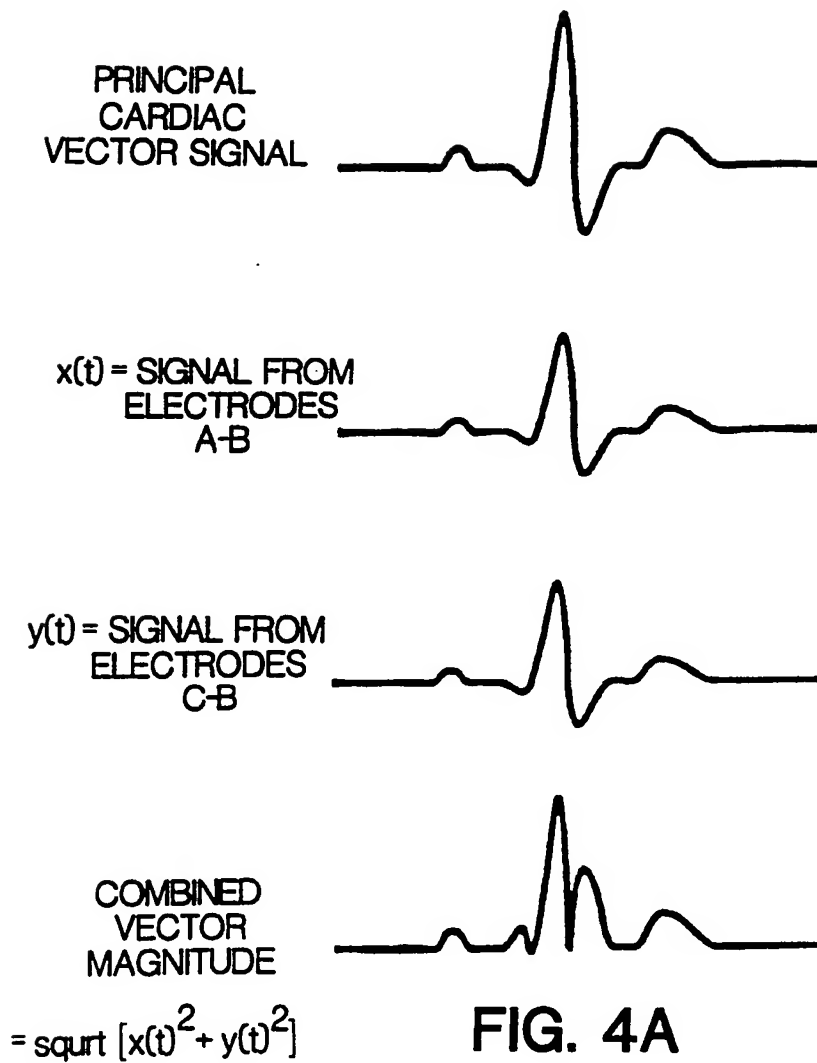 PRINCIPAL
CARDIAC
VECTOR SIGNAL
x(t) = SIGNAL FROM
ELECTRODES
A-B
y(t) = SIGNAL FROM
ELECTRODES
C-B
COMBINED
VECTOR
MAGNITUDE
= squrt [x(t)² + y(t)²]
FIG. 4A